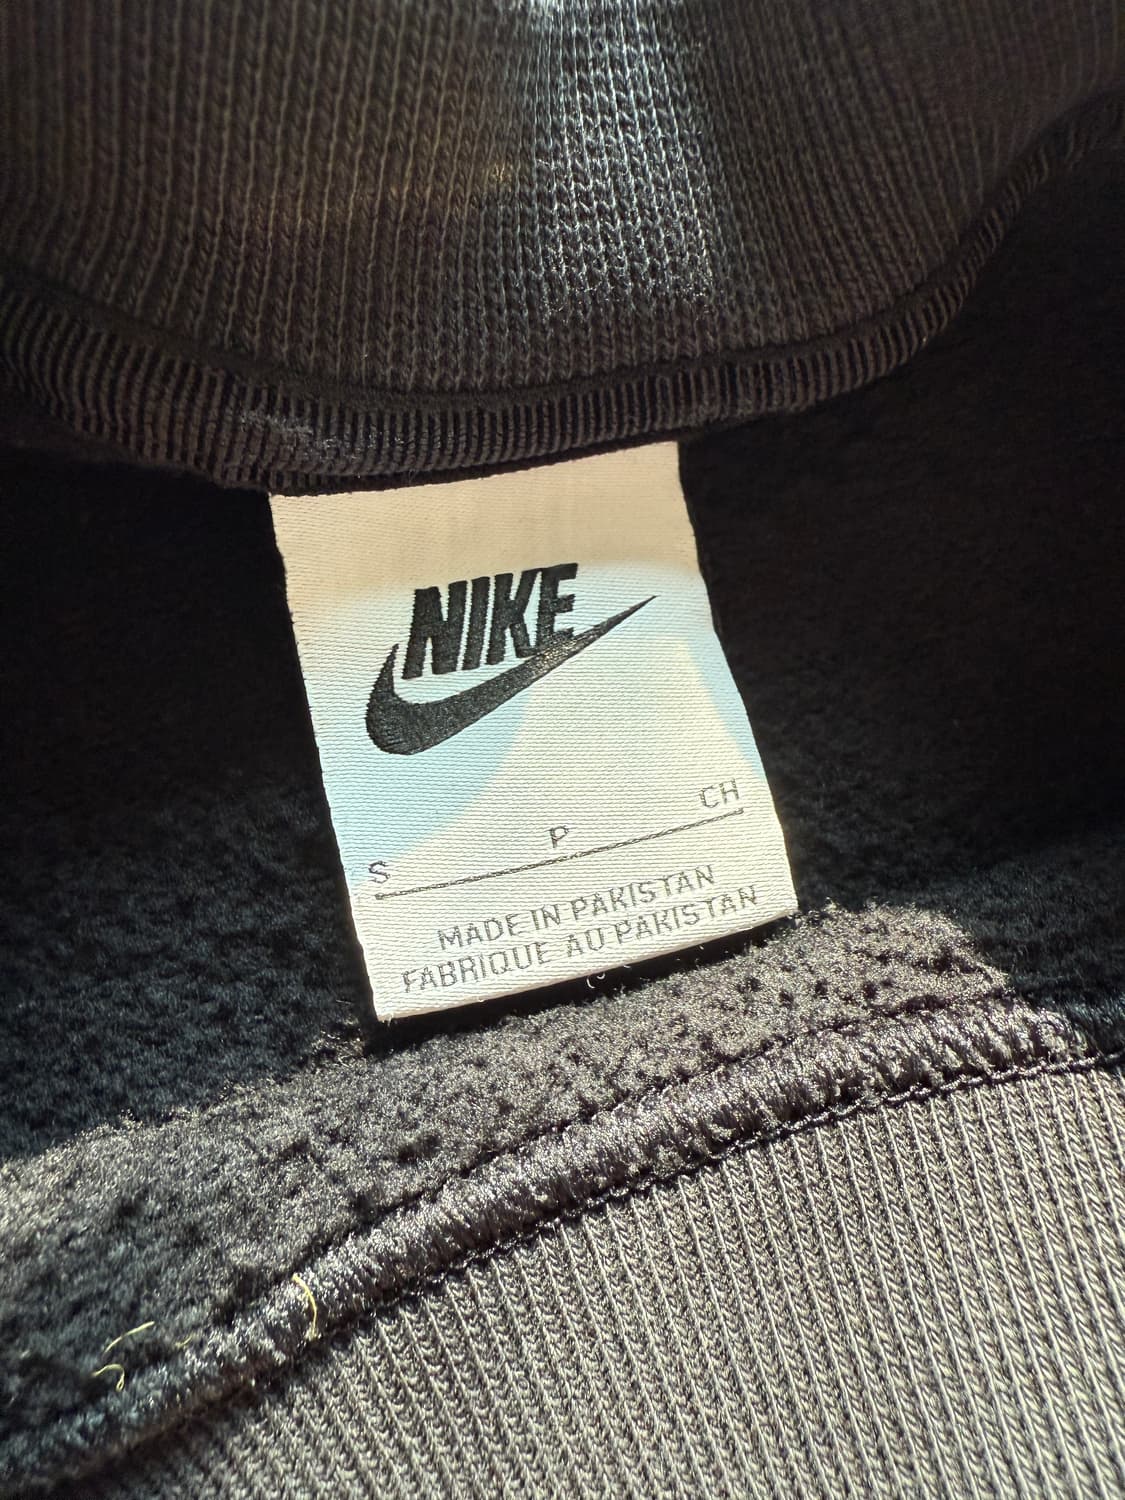 NIKE
S P CH
MADE IN PAKISTAN
FABRIQUE AU PAKISTAN